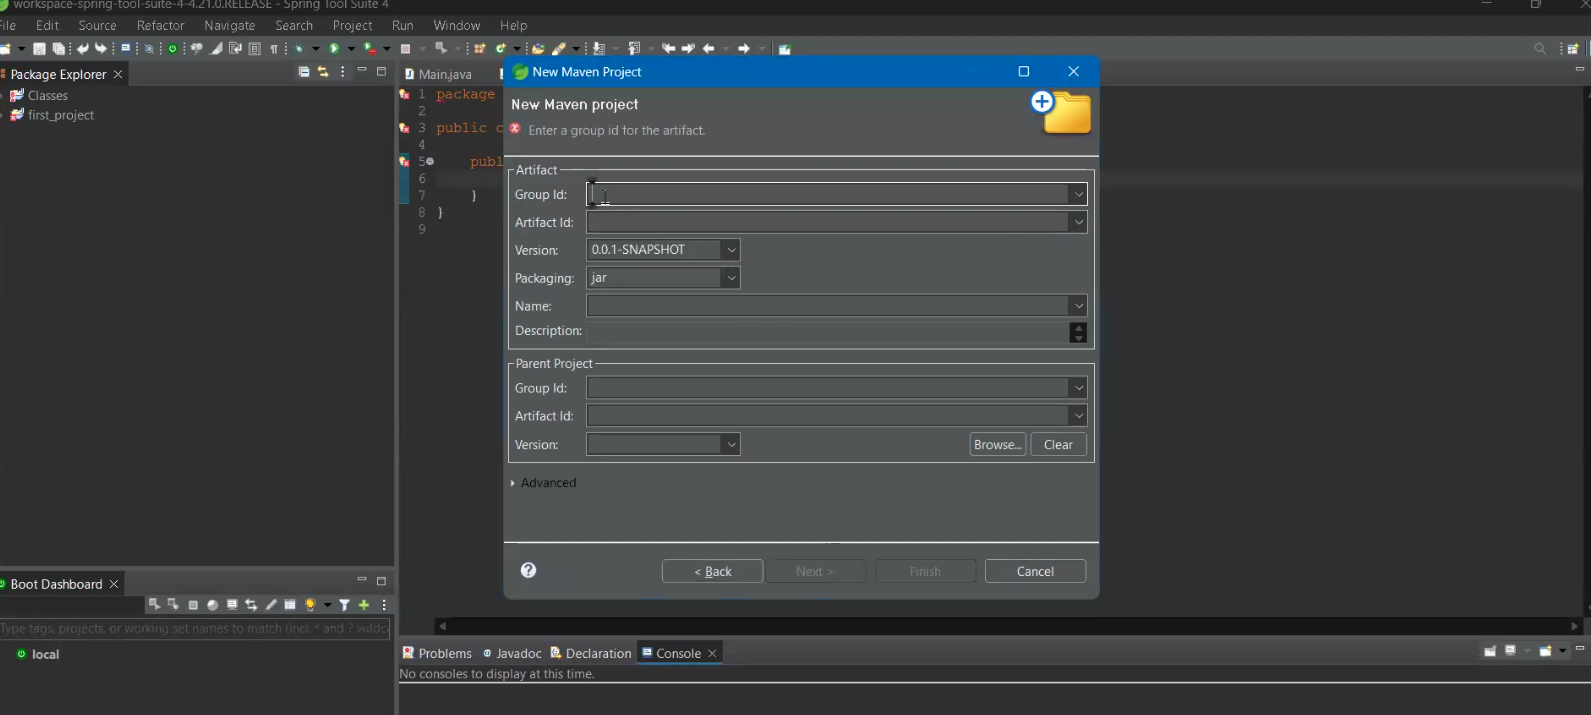 workspace-spring-tool-suite-4-4.21.0.RELEASE - Spring Tool Suite 4
File Edit Source Refactor Navigate Search Project Run Window Help
Package Explorer
Classes
first_project
Main.java
1 package
2
3 public c
4
5 publ
6
7 }
8 }
9
New Maven Project
New Maven project
Enter a group id for the artifact.
Artifact
Group Id:
Artifact Id:
Version: 0.0.1-SNAPSHOT
Packaging: jar
Name:
Description:
Parent Project
Group Id:
Artifact Id:
Version:
Browse... Clear
Advanced
< Back Next > Finish Cancel
Boot Dashboard
Type tags, projects, or working set names to match (incl. * and ? wildca
local
Problems Javadoc Declaration Console
No consoles to display at this time.